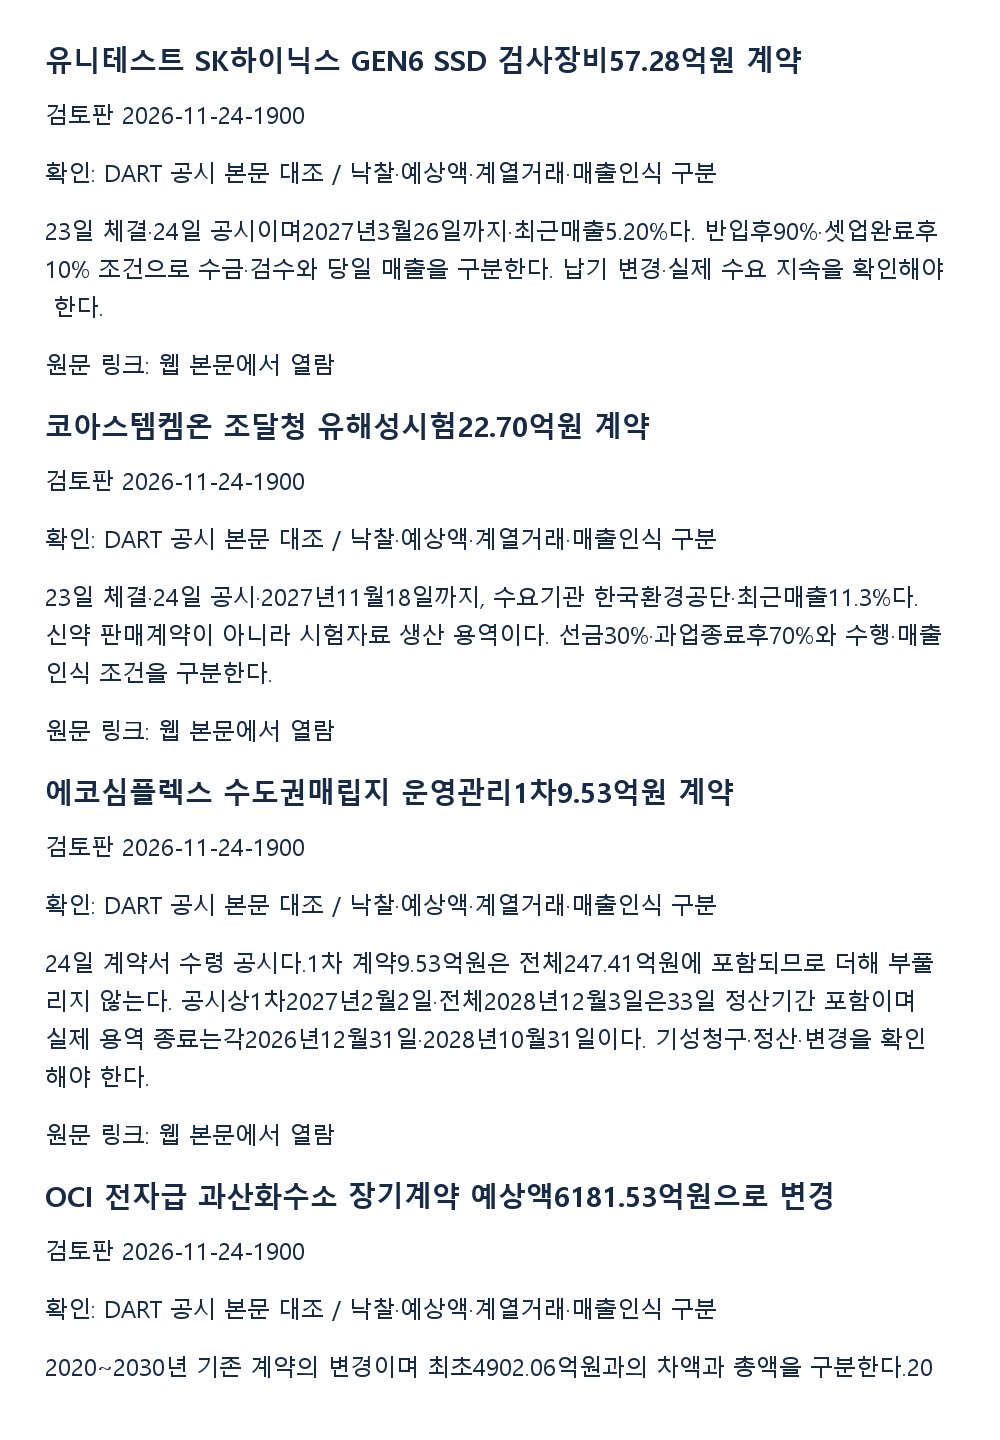 유니테스트 SK하이닉스 GEN6 SSD 검사장비57.28억원 계약
검토판 2026-11-24-1900
확인: DART 공시 본문 대조 / 낙찰·예상액·계열거래·매출인식 구분
23일 체결·24일 공시이며2027년3월26일까지·최근매출5.20%다. 반입후90%·셋업완료후
10% 조건으로 수금·검수와 당일 매출을 구분한다. 납기 변경·실제 수요 지속을 확인해야
한다.
원문 링크: 웹 본문에서 열람
코아스템켐온 조달청 유해성시험22.70억원 계약
검토판 2026-11-24-1900
확인: DART 공시 본문 대조 / 낙찰·예상액·계열거래·매출인식 구분
23일 체결·24일 공시·2027년11월18일까지, 수요기관 한국환경공단·최근매출11.3%다.
신약 판매계약이 아니라 시험자료 생산 용역이다. 선금30%·과업종료후70%와 수행·매출
인식 조건을 구분한다.
원문 링크: 웹 본문에서 열람
에코심플렉스 수도권매립지 운영관리1차9.53억원 계약
검토판 2026-11-24-1900
확인: DART 공시 본문 대조 / 낙찰·예상액·계열거래·매출인식 구분
24일 계약서 수령 공시다.1차 계약9.53억원은 전체247.41억원에 포함되므로 더해 부풀
리지 않는다. 공시상1차2027년2월2일·전체2028년12월3일은33일 정산기간 포함이며
실제 용역 종료는각2026년12월31일·2028년10월31일이다. 기성청구·정산·변경을 확인
해야 한다.
원문 링크: 웹 본문에서 열람
OCI 전자급 과산화수소 장기계약 예상액6181.53억원으로 변경
검토판 2026-11-24-1900
확인: DART 공시 본문 대조 / 낙찰·예상액·계열거래·매출인식 구분
2020~2030년 기존 계약의 변경이며 최초4902.06억원과의 차액과 총액을 구분한다.20